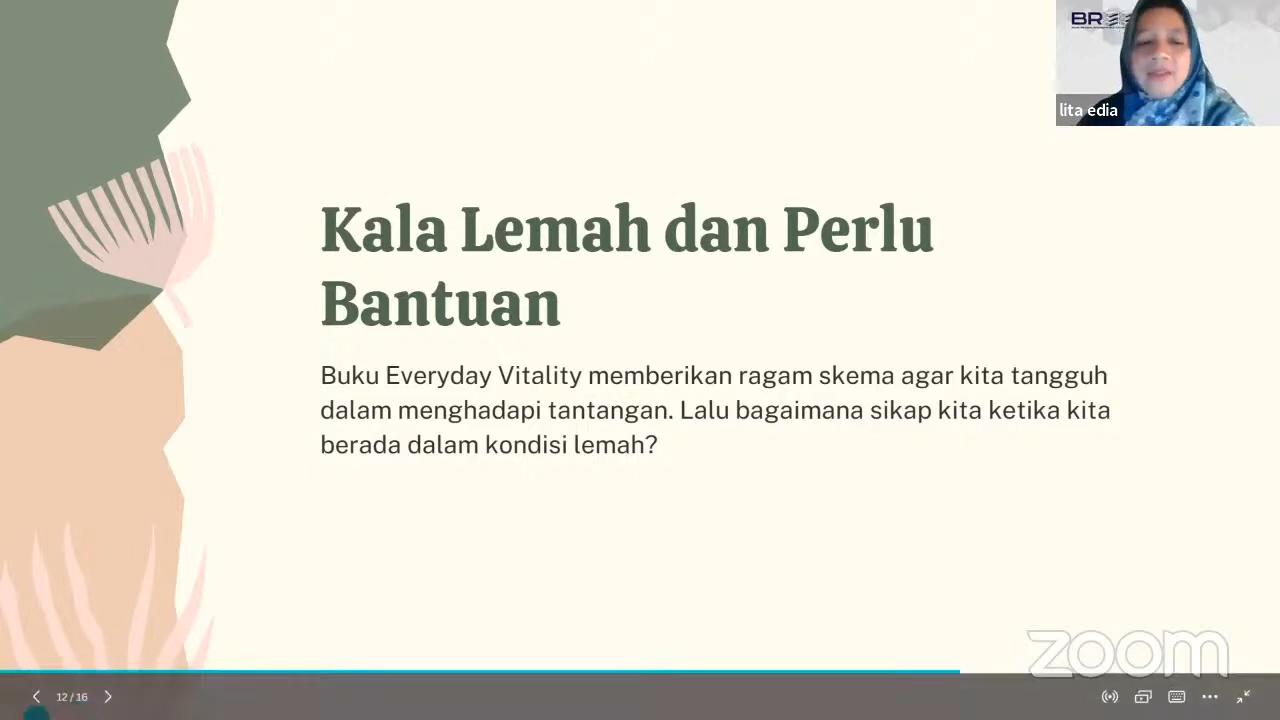 lita edia
Kala Lemah dan Perlu
Bantuan
Buku Everyday Vitality memberikan ragam skema agar kita tangguh
dalam menghadapi tantangan. Lalu bagaimana sikap kita ketika kita
berada dalam kondisi lemah?
zoom
12 / 16